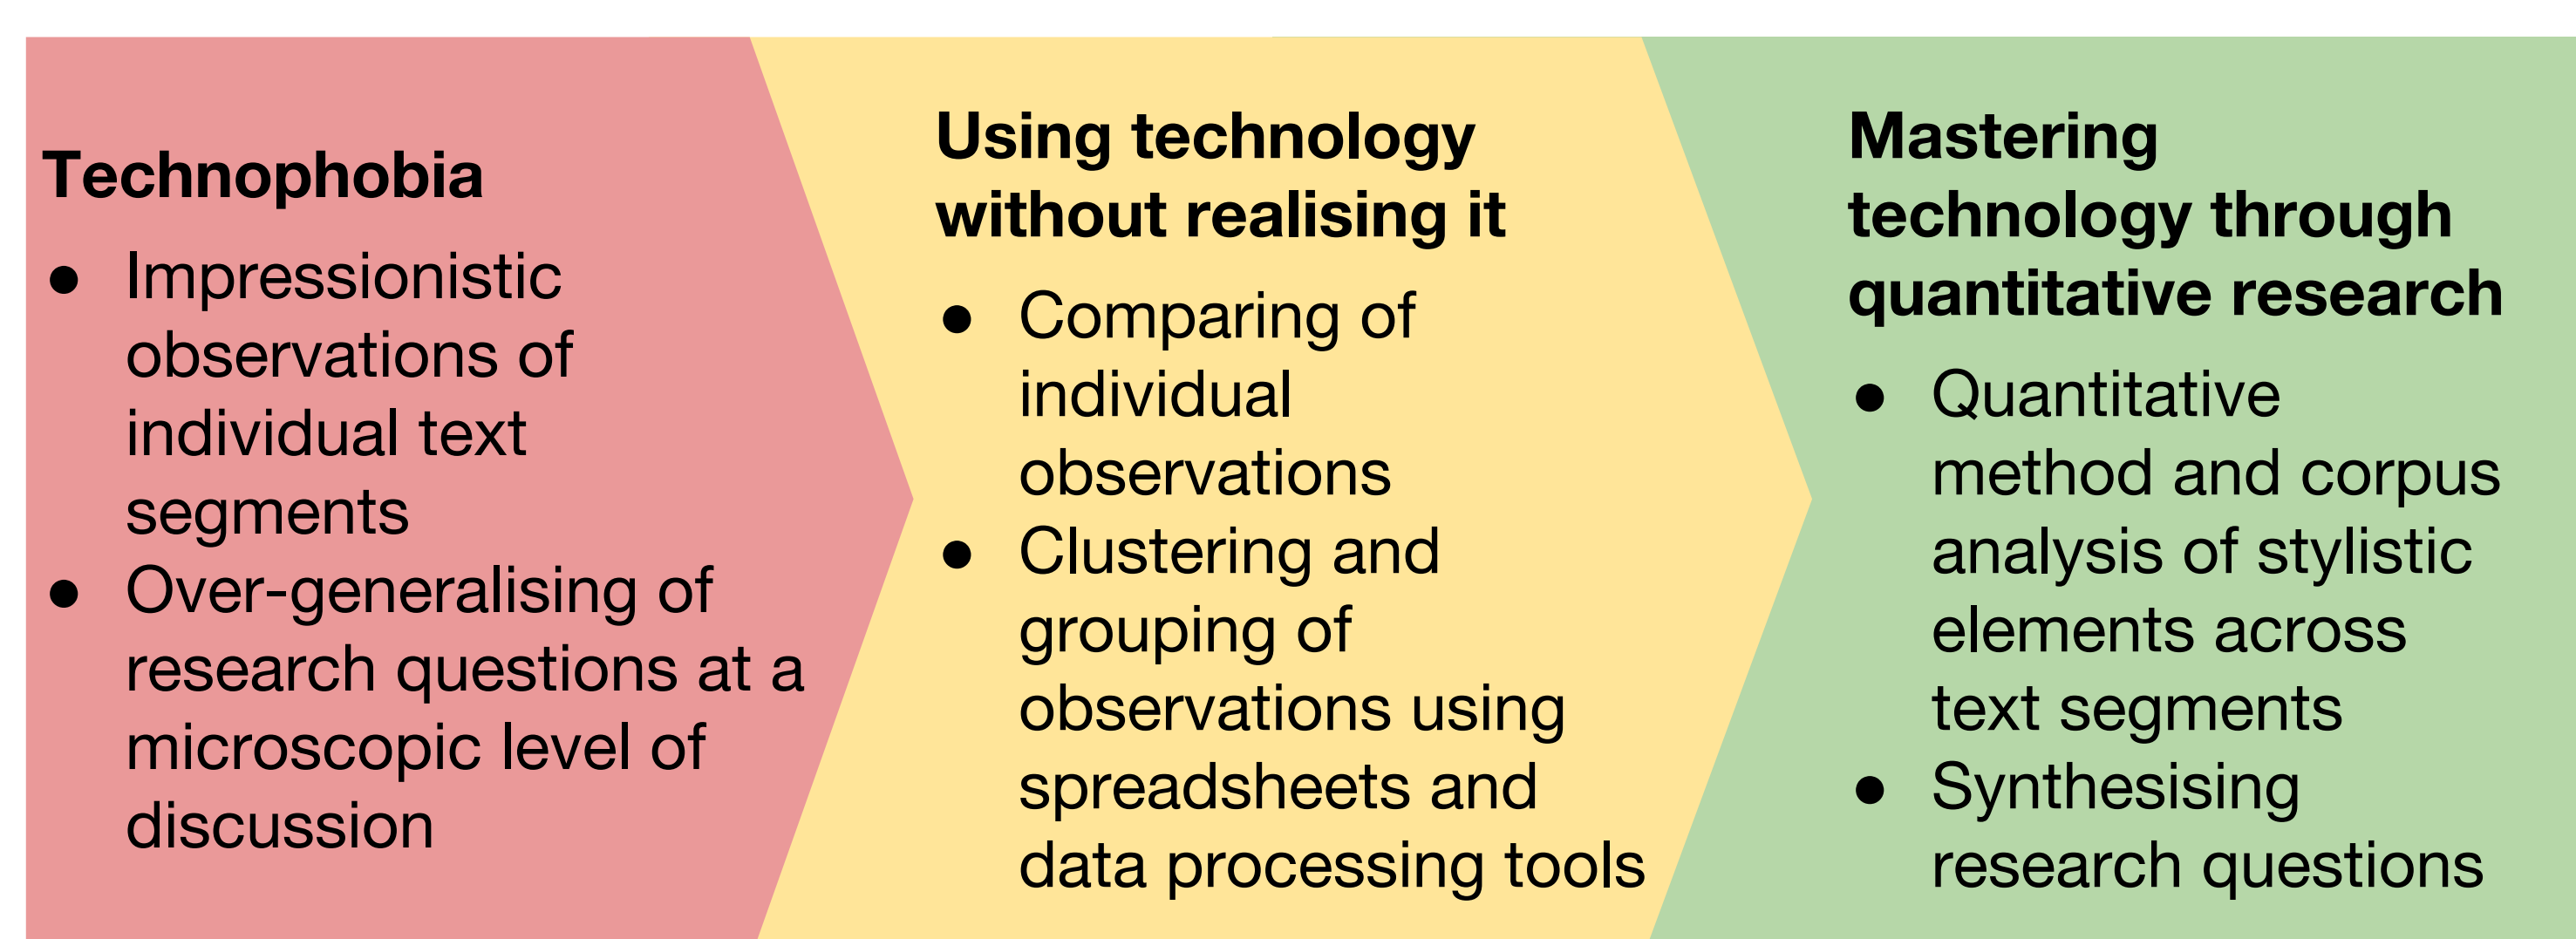 Technophobia
● Impressionistic
observations of
individual text
segments
● Over-generalising of
research questions at a
microscopic level of
discussion
Using technology
without realising it
● Comparing of
individual
observations
● Clustering and
grouping of
observations using
spreadsheets and
data processing tools
Mastering
technology through
quantitative research
● Quantitative
method and corpus
analysis of stylistic
elements across
text segments
● Synthesising
research questions